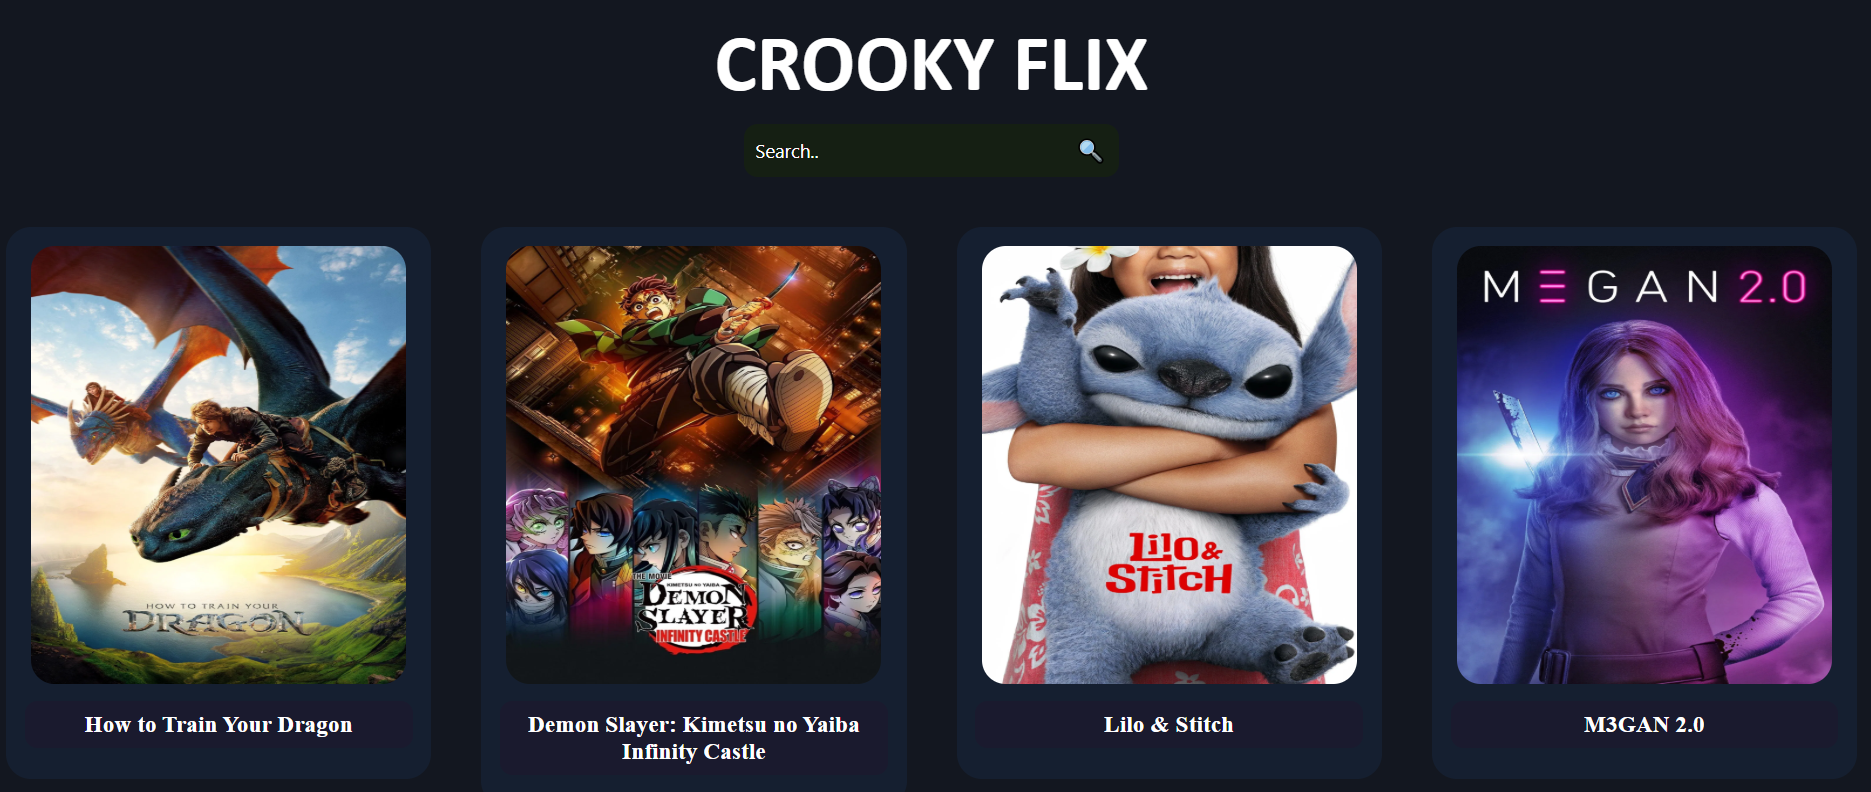 CROOKY FLIX
Search..
HOW TO TRAIN YOUR
DRAGON
How to Train Your Dragon
THE MOVIE
KIMETSU NO YAIBA
DEMON
SLAYER
INFINITY CASTLE
Demon Slayer: Kimetsu no Yaiba
Infinity Castle
Lilo &
Stitch
Lilo & Stitch
MƎGAN 2.0
M3GAN 2.0